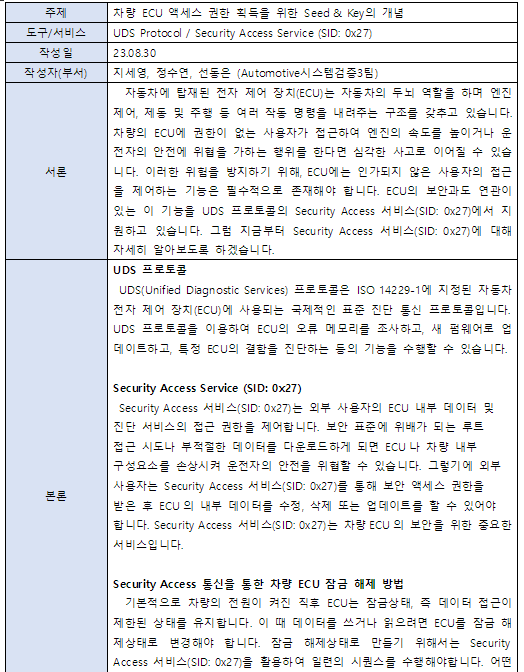 주제 차량 ECU 액세스 권한 획득을 위한 Seed & Key의 개념
도구/서비스 UDS Protocol / Security Access Service (SID: 0x27)
작성일 23.08.30
작성자(부서) 지세영, 정수연, 선동은 (Automotive시스템검증3팀)
서론
자동차에 탑재된 전자 제어 장치(ECU)는 자동차의 두뇌 역할을 하며 엔진
제어, 제동 및 주행 등 여러 작동 명령을 내려주는 구조를 갖추고 있습니다.
차량의 ECU에 권한이 없는 사용자가 접근하여 엔진의 속도를 높이거나 운
전자의 안전에 위협을 가하는 행위를 한다면 심각한 사고로 이어질 수 있습
니다. 이러한 위험을 방지하기 위해, ECU에는 인가되지 않은 사용자의 접근
을 제어하는 기능은 필수적으로 존재해야 합니다. ECU의 보안과도 연관이
있는 이 기능을 UDS 프로토콜의 Security Access 서비스(SID: 0x27)에서 지
원하고 있습니다. 그럼 지금부터 Security Access 서비스(SID: 0x27)에 대해
자세히 알아보도록 하겠습니다.
본론
UDS 프로토콜
UDS(Unified Diagnostic Services) 프로토콜은 ISO 14229-1에 지정된 자동차
전자 제어 장치(ECU)에 사용되는 국제적인 표준 진단 통신 프로토콜입니다.
UDS 프로토콜을 이용하여 ECU의 오류 메모리를 조사하고, 새 펌웨어로 업
데이트하고, 특정 ECU의 결함을 진단하는 등의 기능을 수행할 수 있습니다.
Security Access Service (SID: 0x27)
Security Access 서비스(SID: 0x27)는 외부 사용자의 ECU 내부 데이터 및
진단 서비스의 접근 권한을 제어합니다. 보안 표준에 위배가 되는 루트
접근 시도나 부적절한 데이터를 다운로드하게 되면 ECU나 차량 내부
구성요소를 손상시켜 운전자의 안전을 위협할 수 있습니다. 그렇기에 외부
사용자는 Security Access 서비스(SID: 0x27)를 통해 보안 액세스 권한을
받은 후 ECU의 내부 데이터를 수정, 삭제 또는 업데이트를 할 수 있어야
합니다. Security Access 서비스(SID: 0x27)는 차량 ECU의 보안을 위한 중요한
서비스입니다.
Security Access 통신을 통한 차량 ECU 잠금 해제 방법
기본적으로 차량의 전원이 켜진 직후 ECU는 잠금상태, 즉 데이터 접근이
제한된 상태를 유지합니다. 이 때 데이터를 쓰거나 읽으려면 ECU를 잠금 해
제상태로 변경해야 합니다. 잠금 해제상태로 만들기 위해서는 Security
Access 서비스(SID: 0x27)을 활용하여 일련의 시퀀스를 수행해야합니다. 어떤